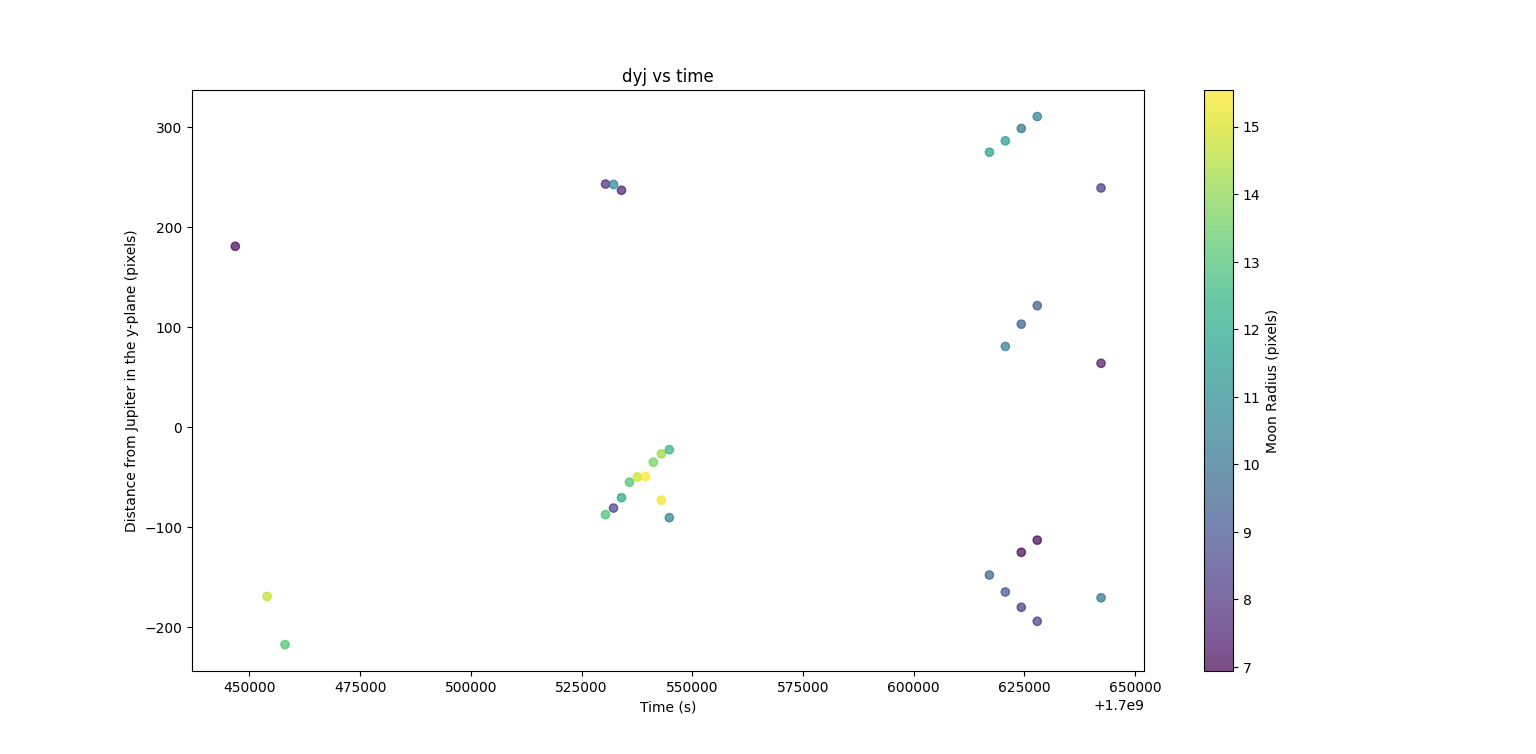 dyj vs time
Distance from Jupiter in the y-plane (pixels)
300
200
100
0
−100
−200
450000 475000 500000 525000 550000 575000 600000 625000 650000
Time (s)
+1.7e9
15
14
13
12
11
10
9
8
7
Moon Radius (pixels)